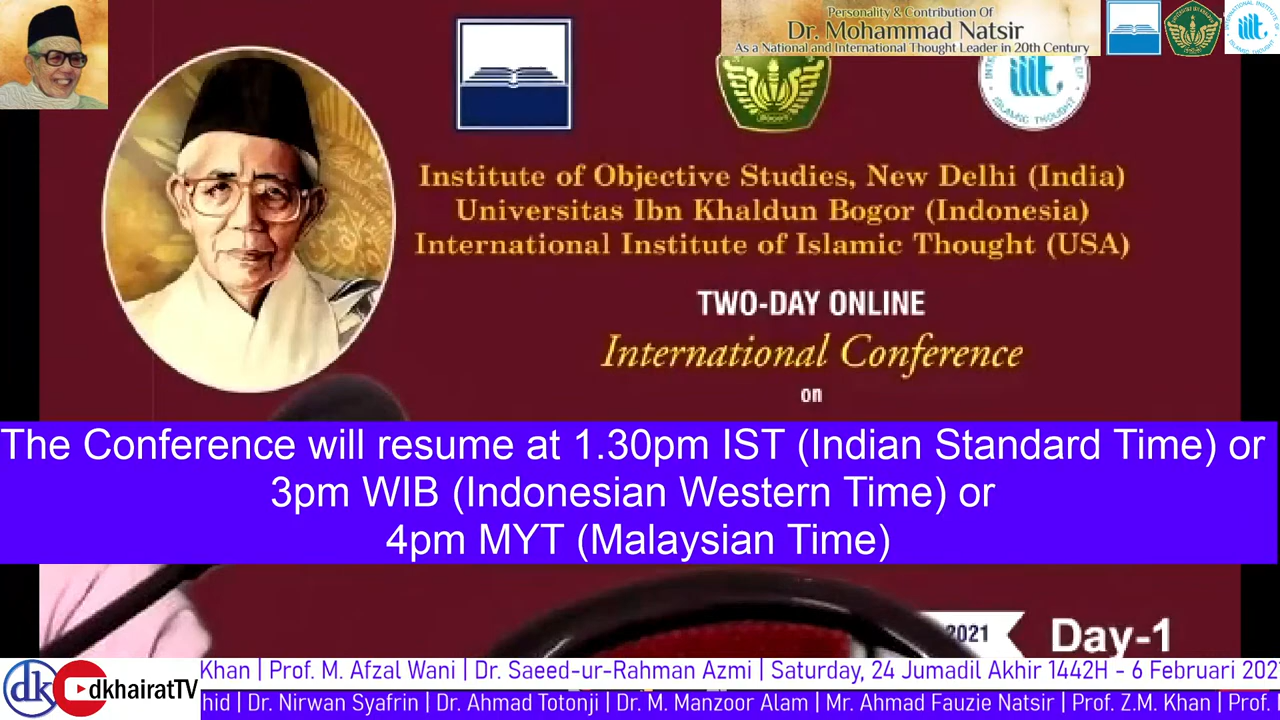 Personality & Contribution Of
Dr. Mohammad Natsir
As a National and International Thought Leader in 20th Century
Institute of Objective Studies, New Delhi (India)
Universitas Ibn Khaldun Bogor (Indonesia)
International Institute of Islamic Thought (USA)
TWO-DAY ONLINE
International Conference
on
The Conference will resume at 1.30pm IST (Indian Standard Time) or
3pm WIB (Indonesian Western Time) or
4pm MYT (Malaysian Time)
2021
Day-1
dk dkhairatTV
Khan | Prof. M. Afzal Wani | Dr. Saeed-ur-Rahman Azmi | Saturday, 24 Jumadil Akhir 1442H - 6 Februari 202
hid | Dr. Nirwan Syafrin | Dr. Ahmad Totonji | Dr. M. Manzoor Alam | Mr. Ahmad Fauzie Natsir | Prof. Z.M. Khan | Prof.